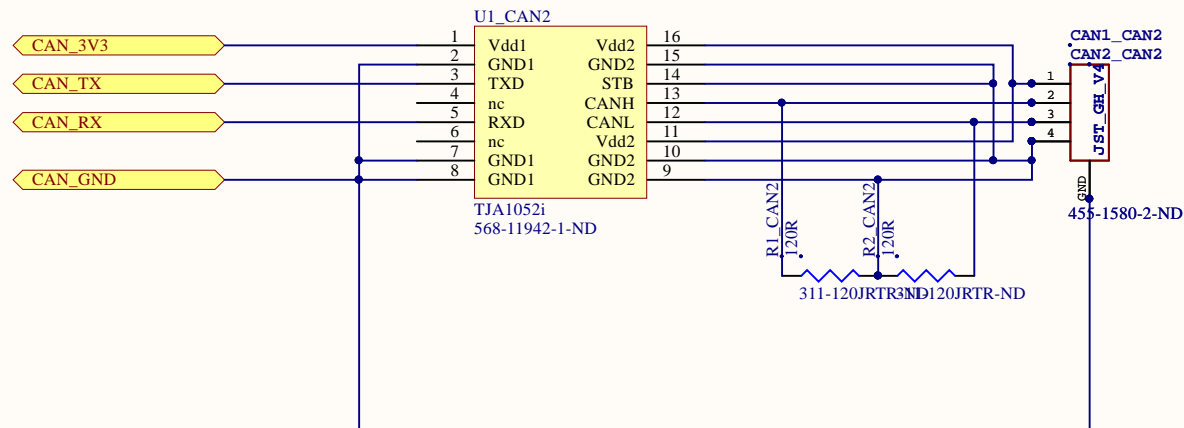 U1_CAN2
CAN_3V3
CAN_TX
CAN_RX
CAN_GND
1 Vdd1 Vdd2 16
2 GND1 GND2 15
3 TXD STB 14
4 nc CANH 13
5 RXD CANL 12
6 nc Vdd2 11
7 GND1 GND2 10
8 GND1 GND2 9
TJA1052i
568-11942-1-ND
CAN1_CAN2
CAN2_CAN2
1
2
3
4
JST_GH_V4
GND
455-1580-2-ND
R1_CAN2
120R
R2_CAN2
120R
311-120JRTR-ND
311-120JRTR-ND